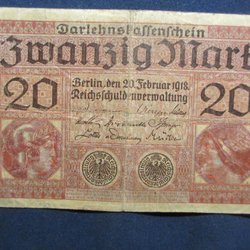 Darlehnskassenschein
Zwanzig Mark
Berlin, den 20. Februar 1918.
20 Reichsschuldenverwaltung 20